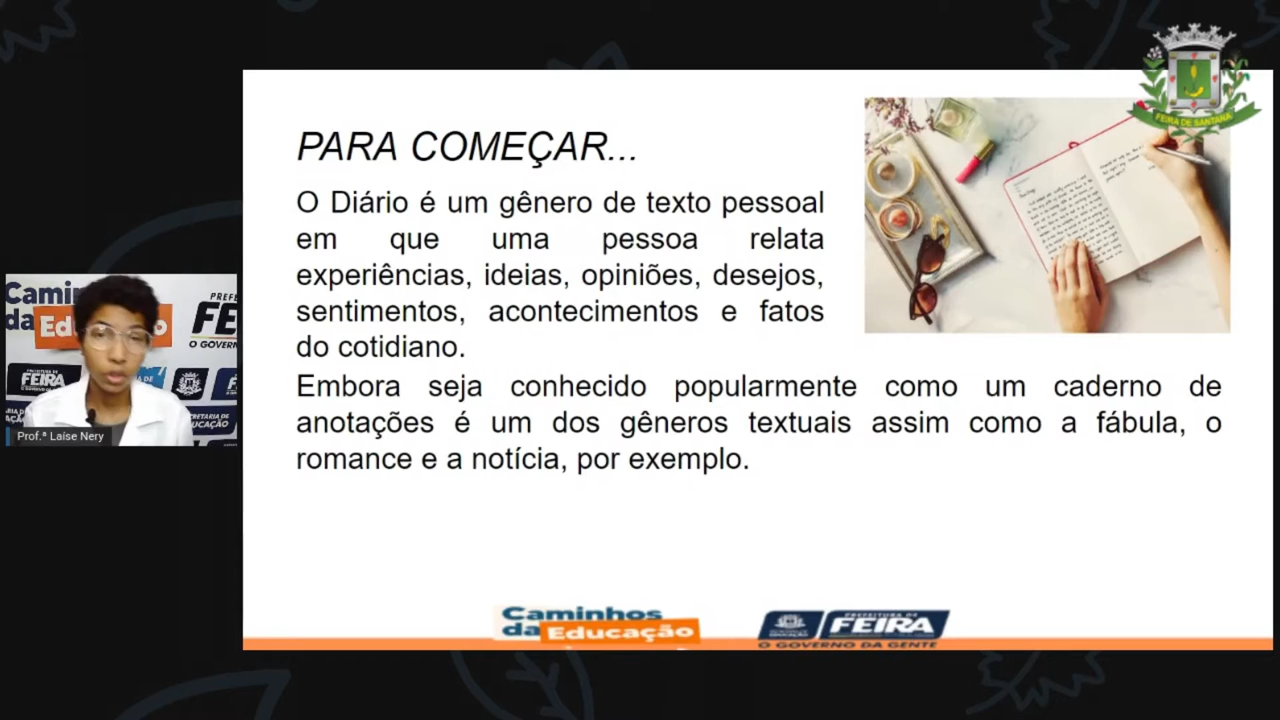 FEIRA DE SANTANA
PARA COMEÇAR...
O Diário é um gênero de texto pessoal
em que uma pessoa relata
experiências, ideias, opiniões, desejos,
sentimentos, acontecimentos e fatos
do cotidiano.
Embora seja conhecido popularmente como um caderno de
anotações é um dos gêneros textuais assim como a fábula, o
romance e a notícia, por exemplo.
Prof.ª Laíse Nery
FEIRA
Caminhos
da Educação
PREFEITURA DE
FEIRA
O GOVERNO DA GENTE